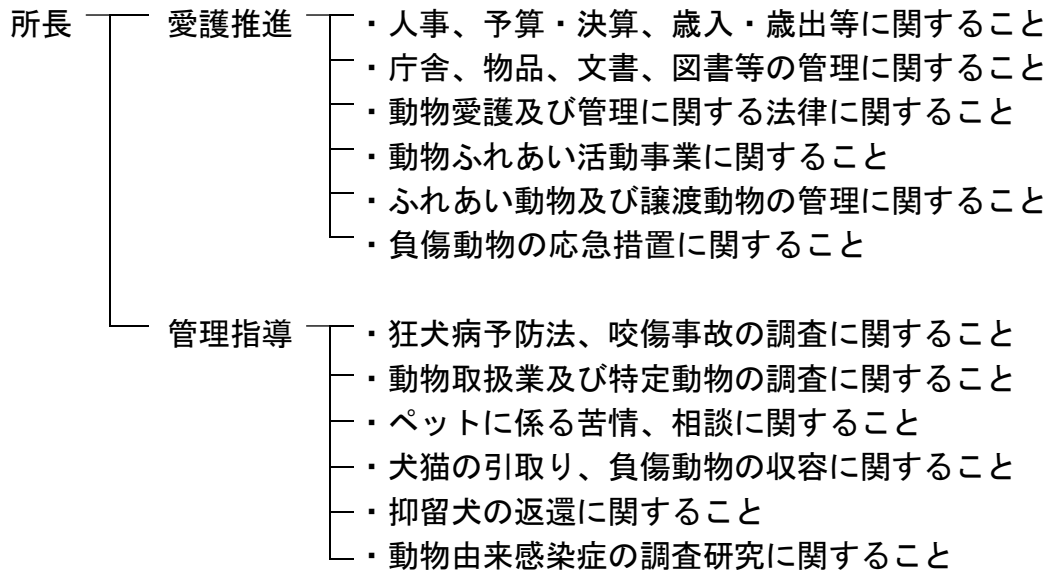 所長 愛護推進 ・人事、予算・決算、歳入・歳出等に関すること
・庁舎、物品、文書、図書等の管理に関すること
・動物愛護及び管理に関する法律に関すること
・動物ふれあい活動事業に関すること
・ふれあい動物及び譲渡動物の管理に関すること
・負傷動物の応急措置に関すること
管理指導 ・狂犬病予防法、咬傷事故の調査に関すること
・動物取扱業及び特定動物の調査に関すること
・ペットに係る苦情、相談に関すること
・犬猫の引取り、負傷動物の収容に関すること
・抑留犬の返還に関すること
・動物由来感染症の調査研究に関すること